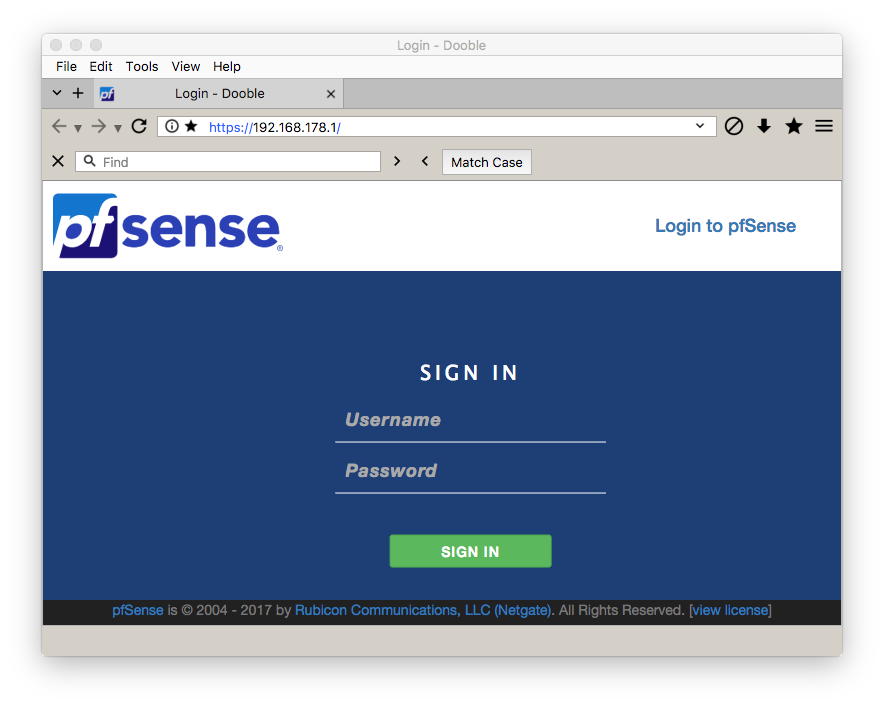 Login - Dooble
File Edit Tools View Help
pf Login - Dooble
https://192.168.178.1/
Find Match Case
pfsense®
Login to pfSense
SIGN IN
Username
Password
SIGN IN
pfSense is © 2004 - 2017 by Rubicon Communications, LLC (Netgate). All Rights Reserved. [view license]